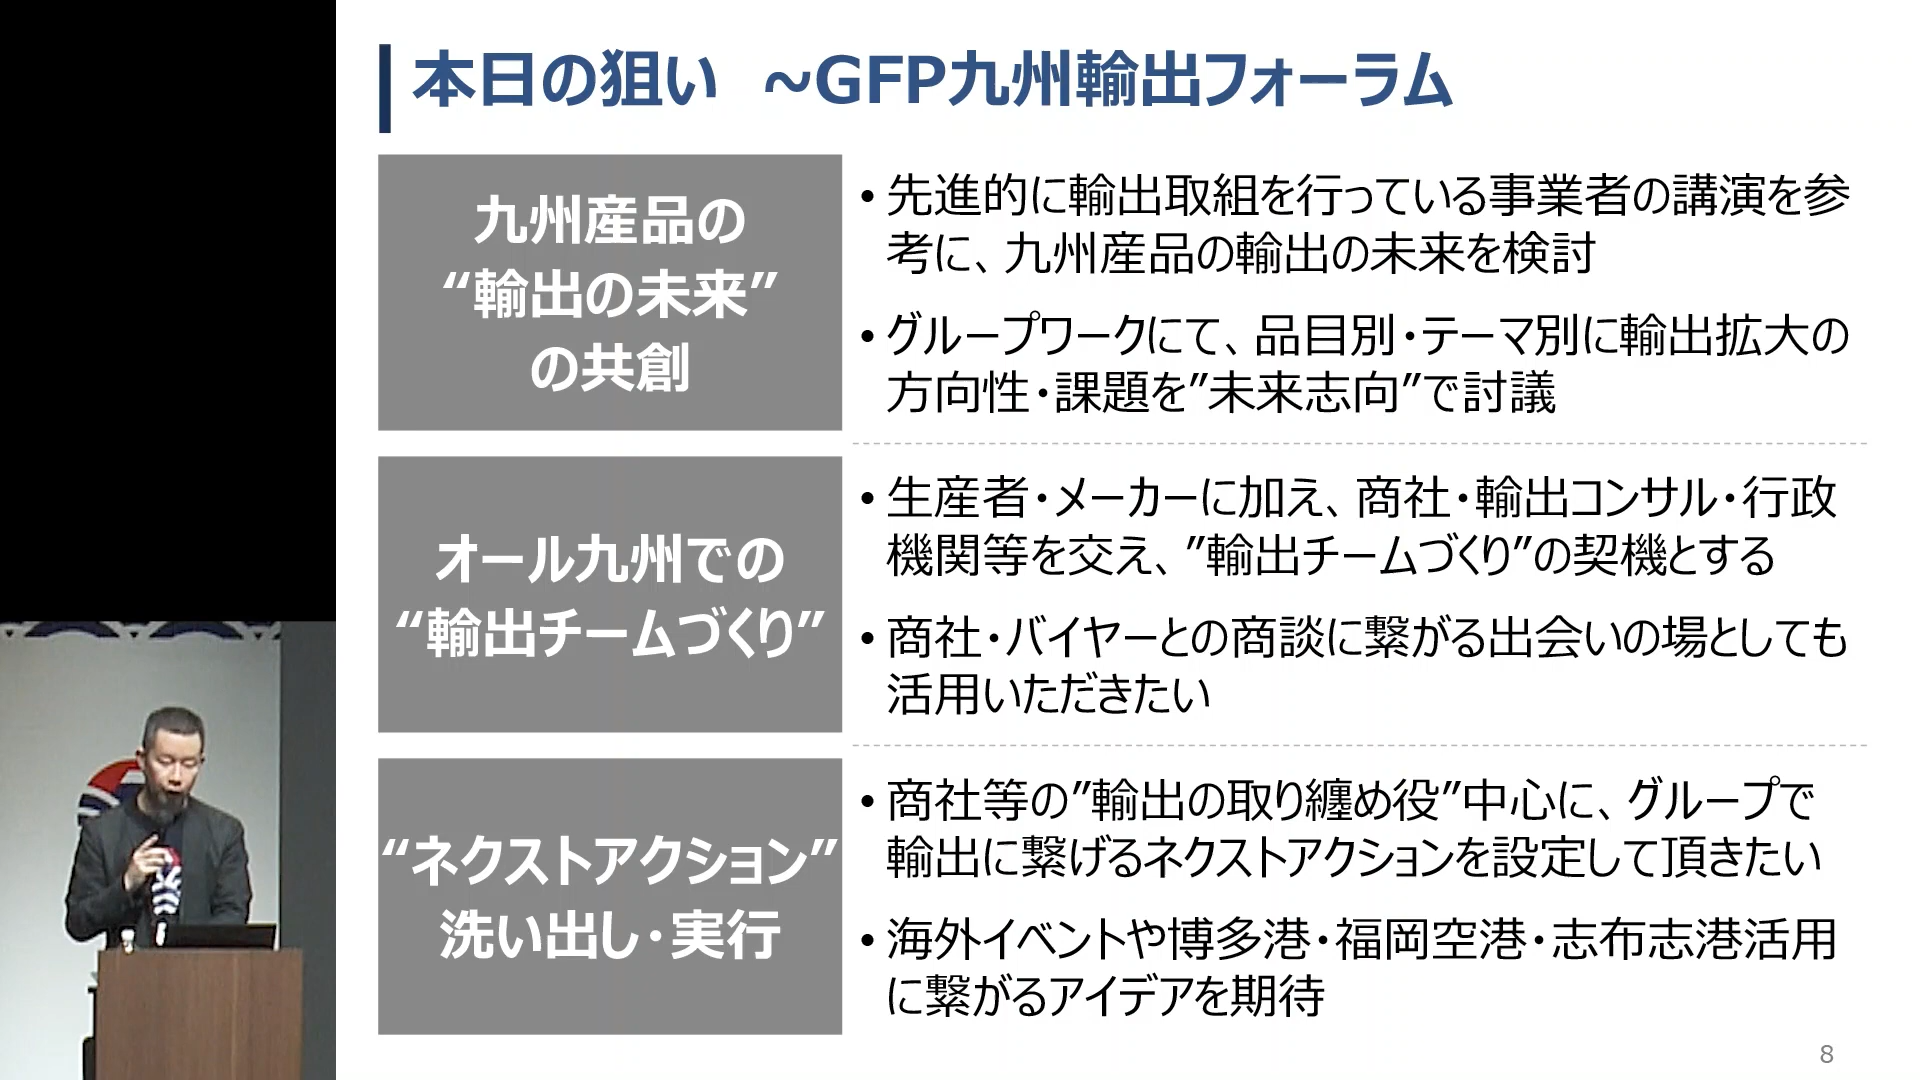 本日の狙い ~GFP九州輸出フォーラム
九州産品の
“輸出の未来”
の共創
• 先進的に輸出取組を行っている事業者の講演を参
考に、九州産品の輸出の未来を検討
• グループワークにて、品目別・テーマ別に輸出拡大の
方向性・課題を”未来志向”で討議
オール九州での
“輸出チームづくり”
• 生産者・メーカーに加え、商社・輸出コンサル・行政
機関等を交え、”輸出チームづくり”の契機とする
• 商社・バイヤーとの商談に繋がる出会いの場としても
活用いただきたい
“ネクストアクション”
洗い出し・実行
• 商社等の”輸出の取り纏め役”中心に、グループで
輸出に繋げるネクストアクションを設定して頂きたい
• 海外イベントや博多港・福岡空港・志布志港活用
に繋がるアイデアを期待
8